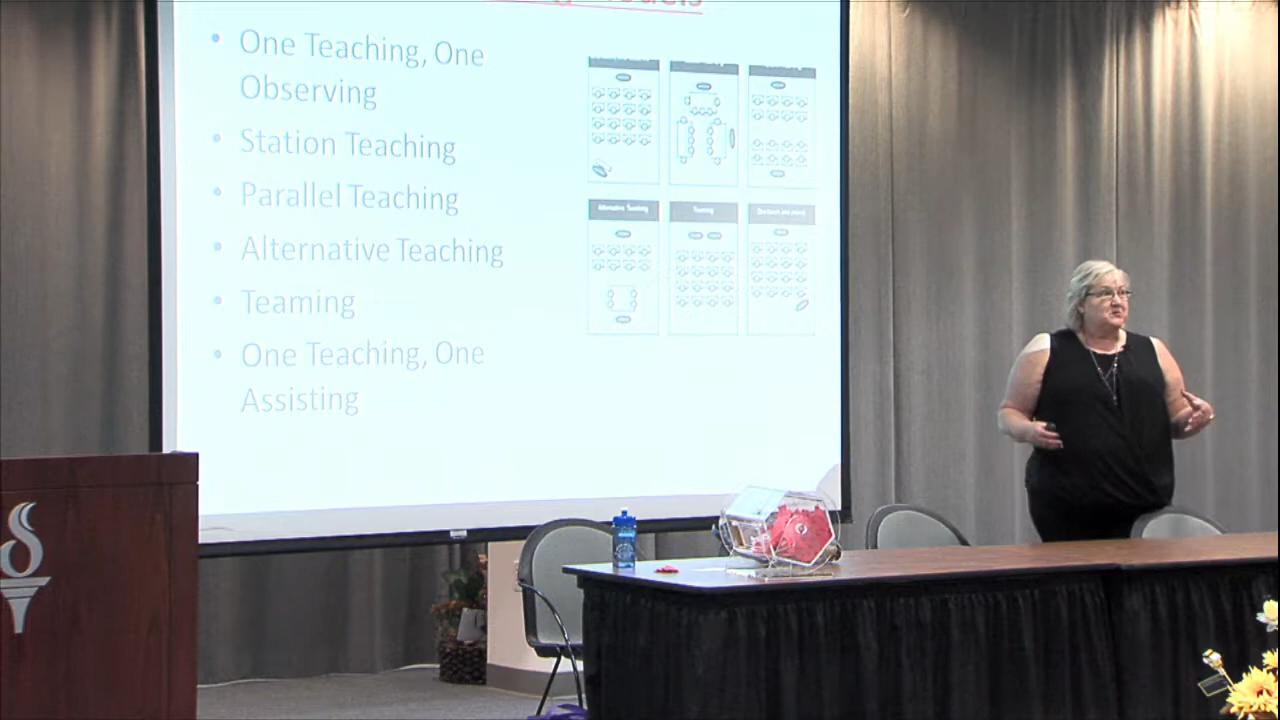 One Teaching, One
Observing
Station Teaching
Parallel Teaching
Alternative Teaching
Teaming
One Teaching, One
Assisting
Alternative Teaching
Teaming